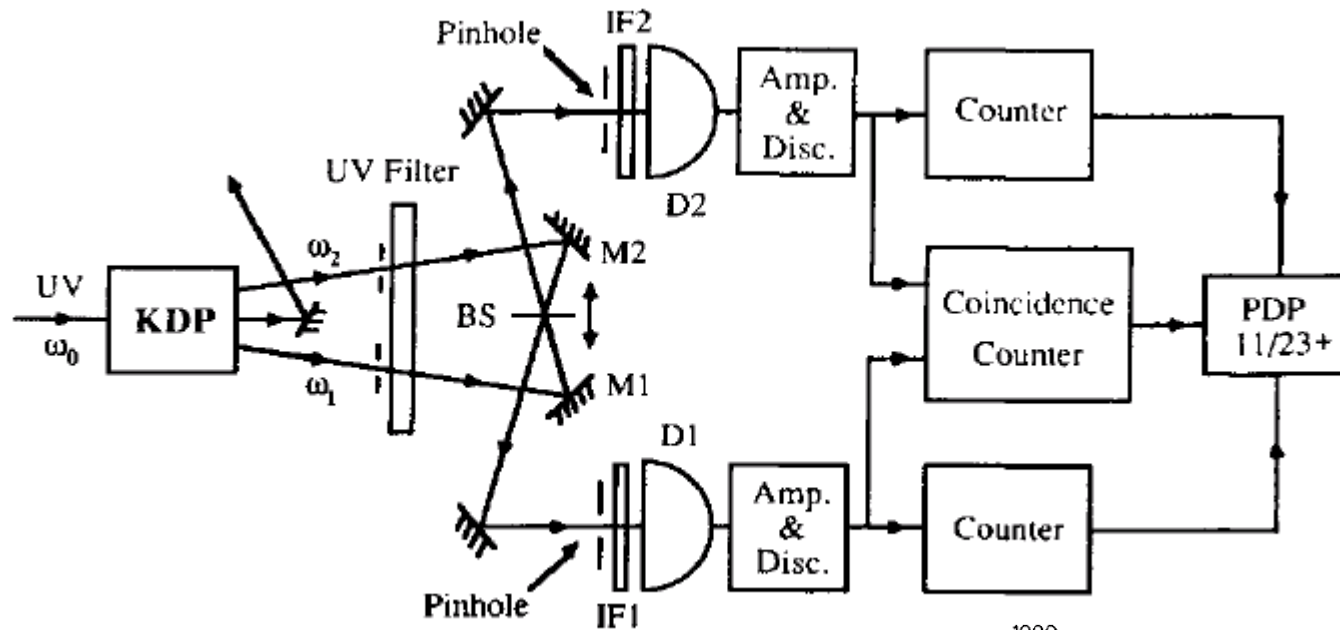 IF2
Pinhole
Amp.
&
Disc.
Counter
UV Filter
D2
ω₂
M2
UV
KDP
BS
Coincidence
Counter
PDP
11/23+
ω₀
ω₁
M1
D1
Amp.
&
Disc.
Counter
Pinhole
IF1